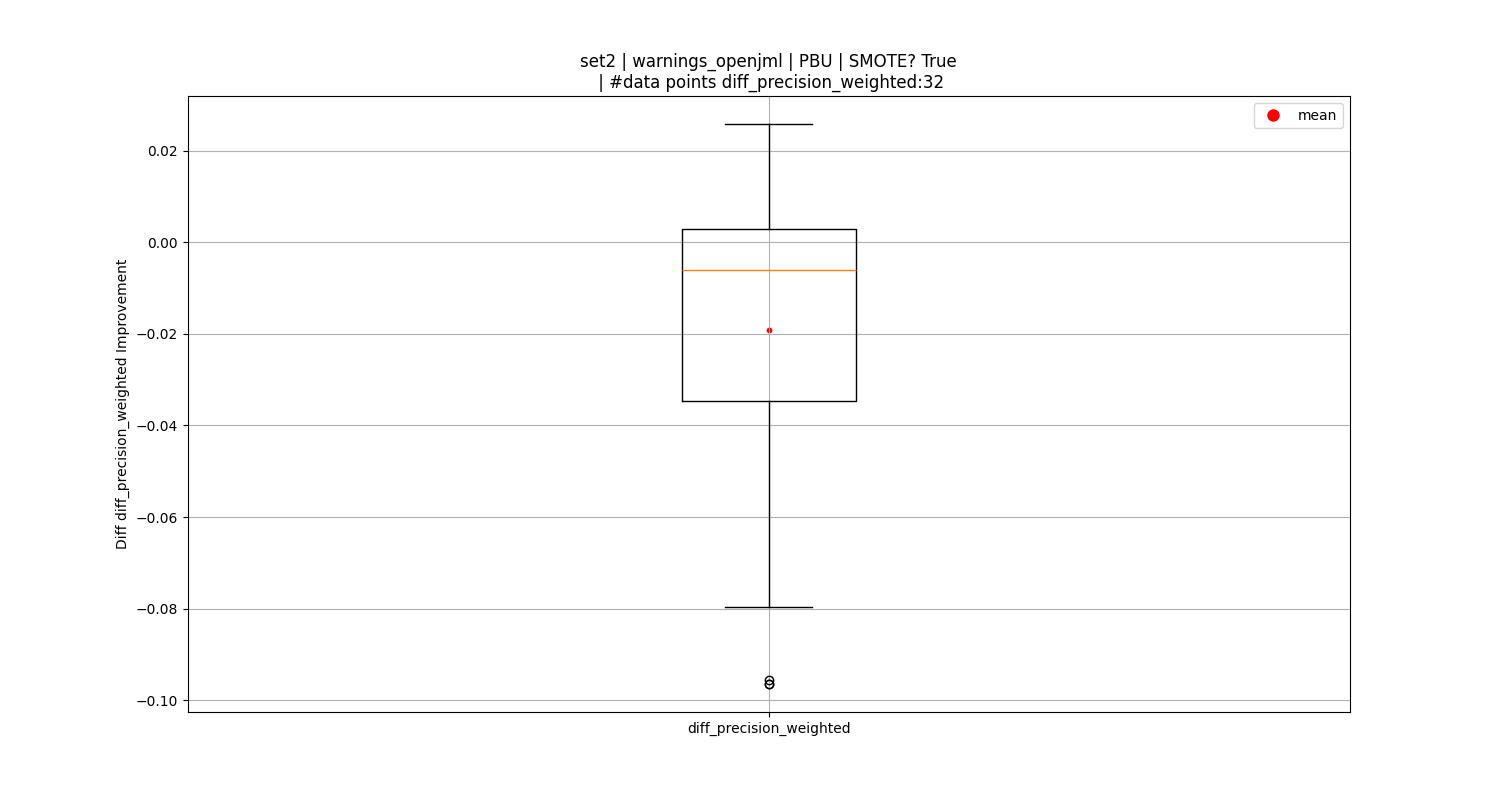 set2 | warnings_openjml | PBU | SMOTE? True
| #data points diff_precision_weighted:32
mean
0.02
0.00
−0.02
−0.04
−0.06
−0.08
−0.10
Diff diff_precision_weighted Improvement
diff_precision_weighted